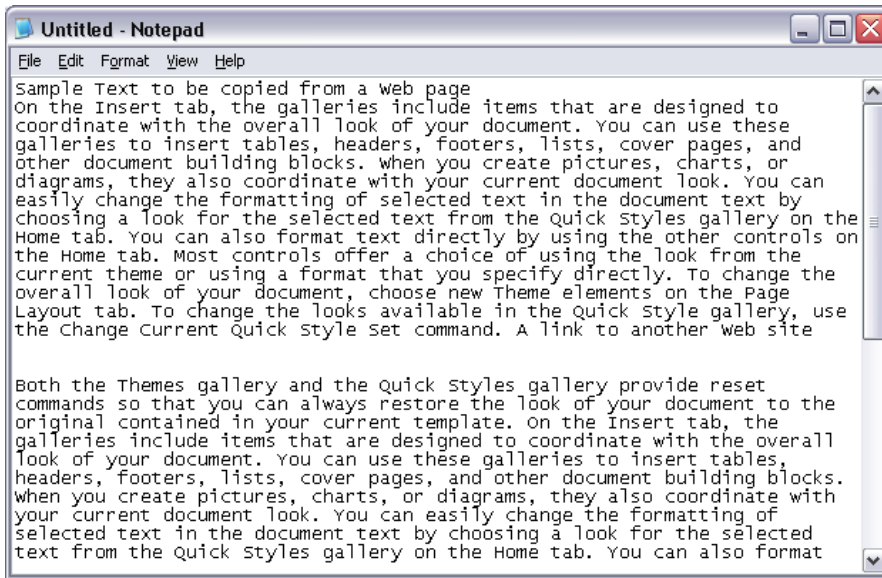 Untitled - Notepad
File Edit Format View Help
Sample Text to be copied from a Web page
On the Insert tab, the galleries include items that are designed to
coordinate with the overall look of your document. You can use these
galleries to insert tables, headers, footers, lists, cover pages, and
other document building blocks. When you create pictures, charts, or
diagrams, they also coordinate with your current document look. You can
easily change the formatting of selected text in the document text by
choosing a look for the selected text from the Quick Styles gallery on the
Home tab. You can also format text directly by using the other controls on
the Home tab. Most controls offer a choice of using the look from the
current theme or using a format that you specify directly. To change the
overall look of your document, choose new Theme elements on the Page
Layout tab. To change the looks available in the Quick Style gallery, use
the Change Current Quick Style Set command. A link to another Web site
Both the Themes gallery and the Quick Styles gallery provide reset
commands so that you can always restore the look of your document to the
original contained in your current template. On the Insert tab, the
galleries include items that are designed to coordinate with the overall
look of your document. You can use these galleries to insert tables,
headers, footers, lists, cover pages, and other document building blocks.
When you create pictures, charts, or diagrams, they also coordinate with
your current document look. You can easily change the formatting of
selected text in the document text by choosing a look for the selected
text from the Quick Styles gallery on the Home tab. You can also format